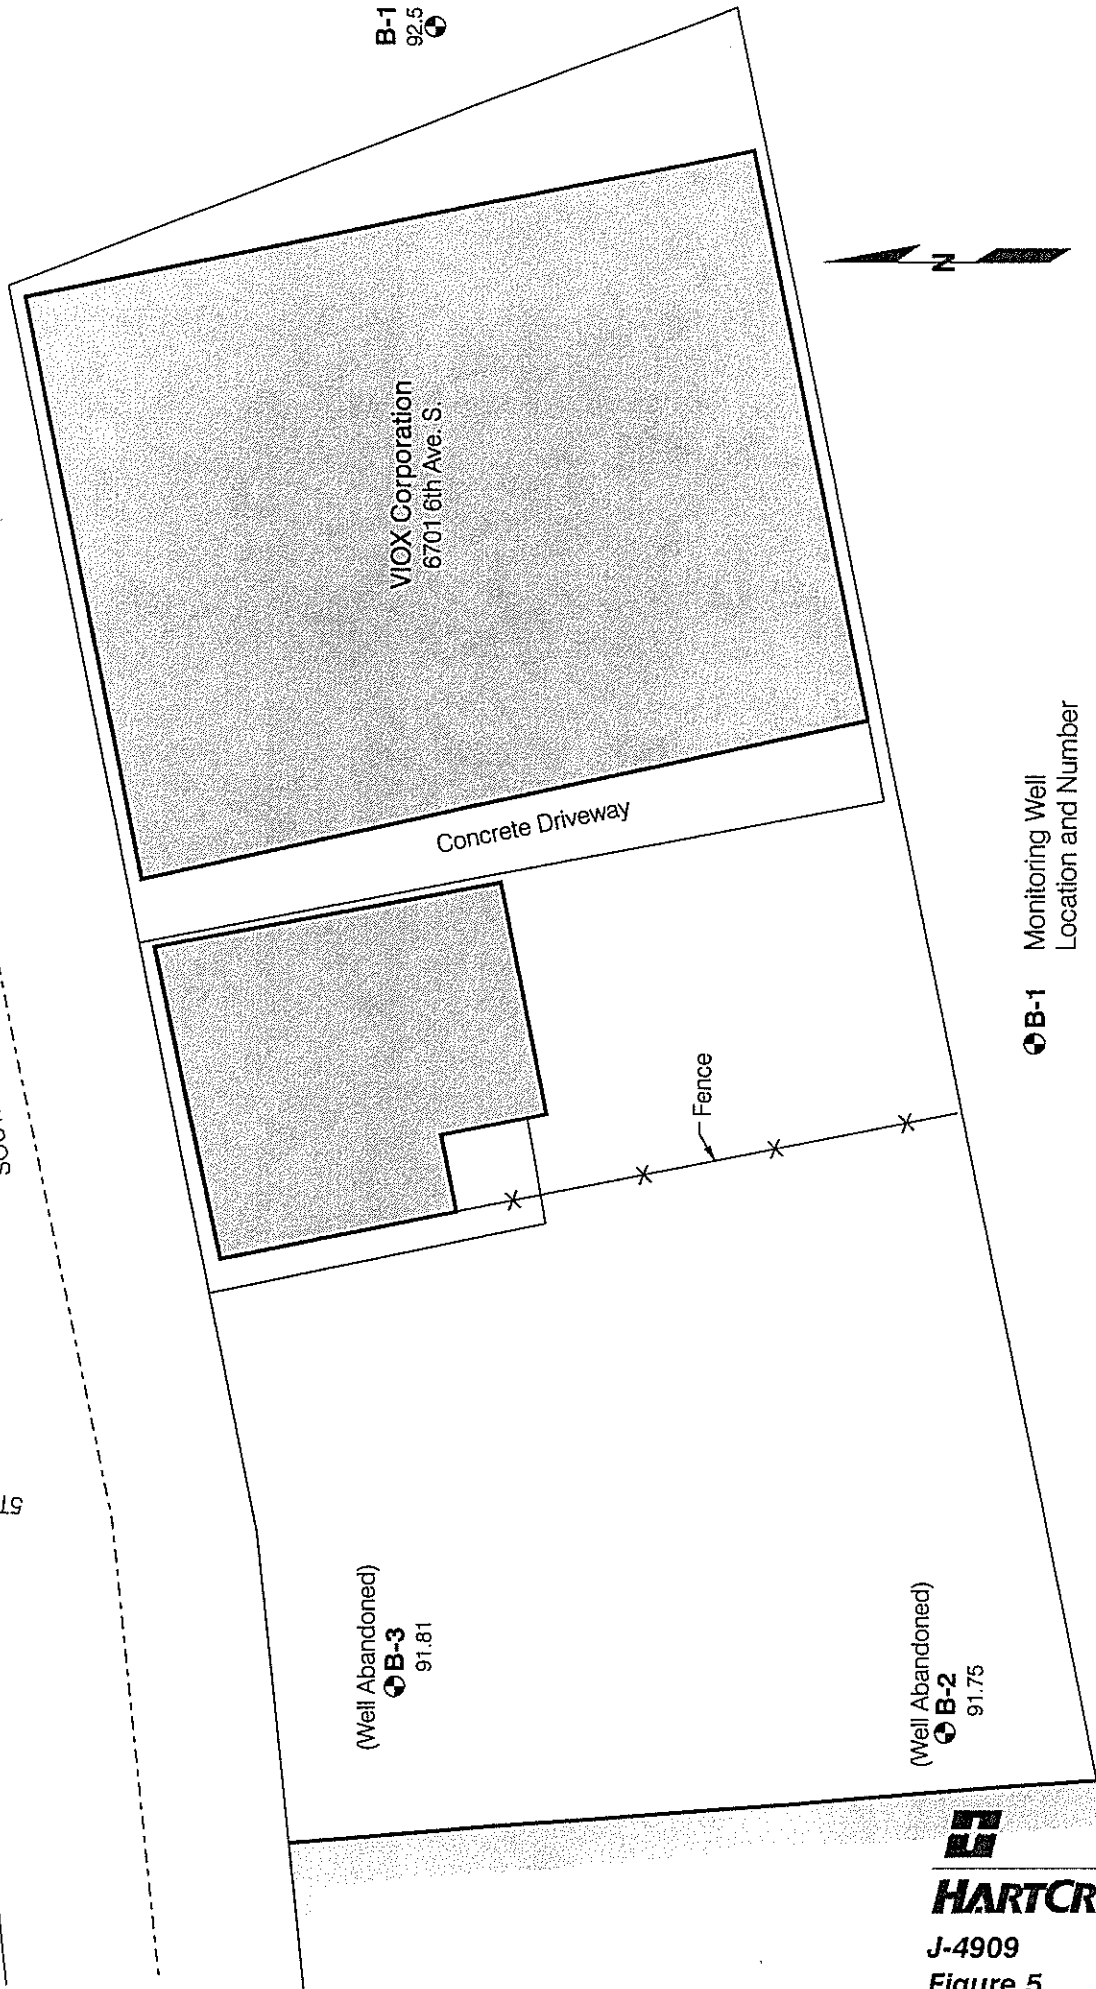 B-1
92.5
VIOX Corporation
6701 6th Ave. S.
N
Concrete Driveway
Fence
B-1 Monitoring Well
Location and Number
(Well Abandoned)
B-3
91.81
(Well Abandoned)
B-2
91.75
HARTCR
J-4909
Figure 5